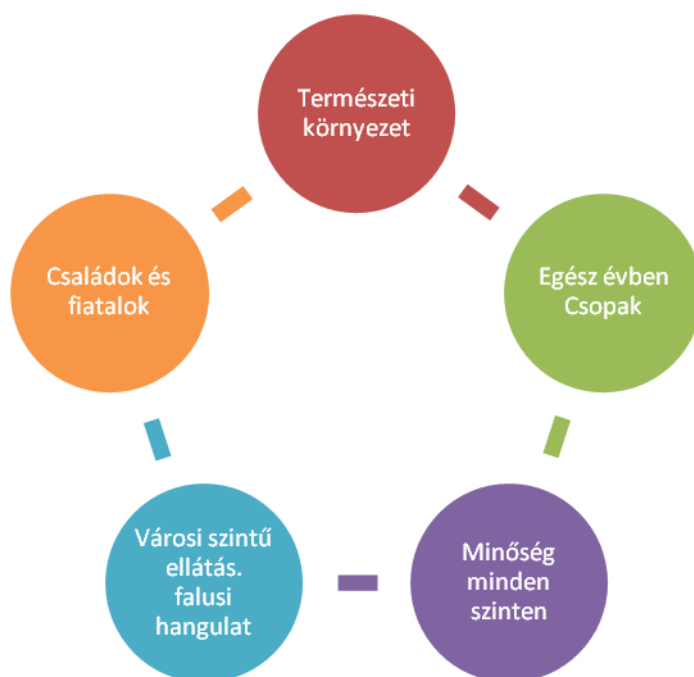 Természeti
környezet
Egész évben
Csopak
Minőség
minden
szinten
Városi szintű
ellátás.
falusi
hangulat
Családok és
fiatalok